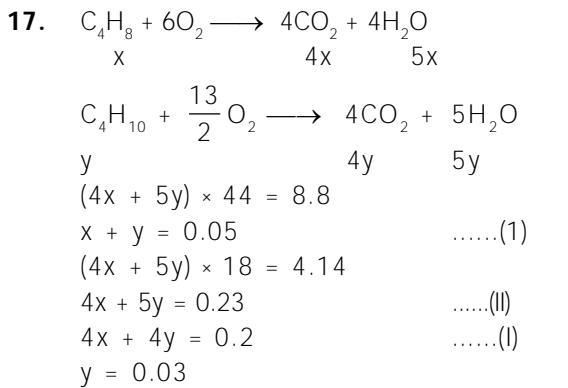 17. C₄H₈ + 6O₂ ⟶ 4CO₂ + 4H₂O
x 4x 5x
C₄H₁₀ + 13/2 O₂ ⟶ 4CO₂ + 5H₂O
y 4y 5y
(4x + 5y) × 44 = 8.8
x + y = 0.05 ......(1)
(4x + 5y) × 18 = 4.14
4x + 5y = 0.23 ......(II)
4x + 4y = 0.2 ......(I)
y = 0.03